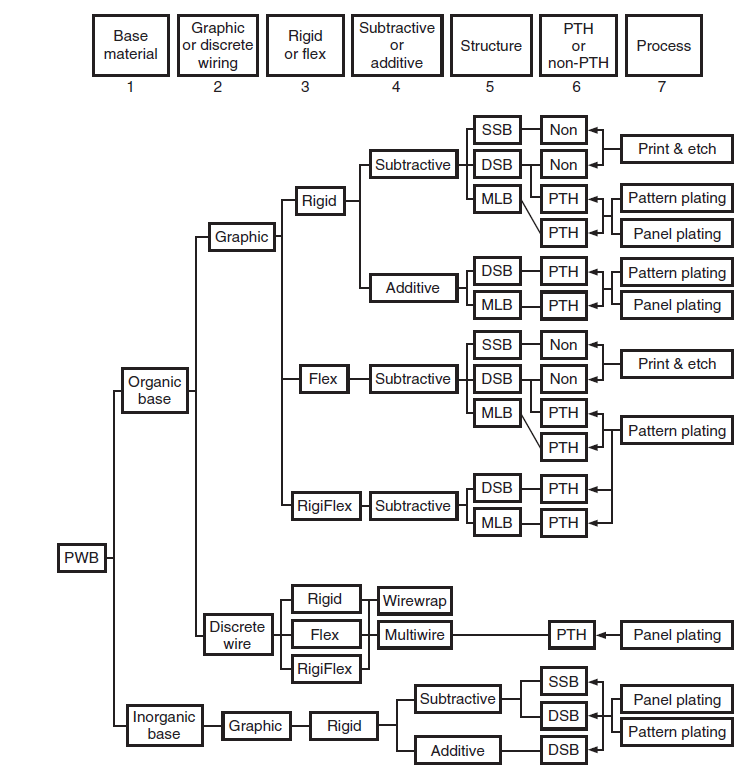 Base
material
Graphic
or discrete
wiring
Rigid
or flex
Subtractive
or
additive
Structure
PTH
or
non-PTH
Process
1 2 3 4 5 6 7
SSB Non
Print & etch
Subtractive DSB Non
Rigid MLB PTH Pattern plating
Graphic PTH Panel plating
DSB PTH Pattern plating
Additive
MLB PTH Panel plating
SSB Non
Print & etch
Flex Subtractive DSB Non
Organic
base
MLB PTH
Pattern plating
PTH
DSB PTH
RigiFlex Subtractive
MLB PTH
PWB
Rigid Wirewrap
Discrete
wire
Flex Multiwire PTH Panel plating
RigiFlex
SSB
Subtractive Panel plating
Inorganic
base
Graphic Rigid DSB Pattern plating
Additive DSB